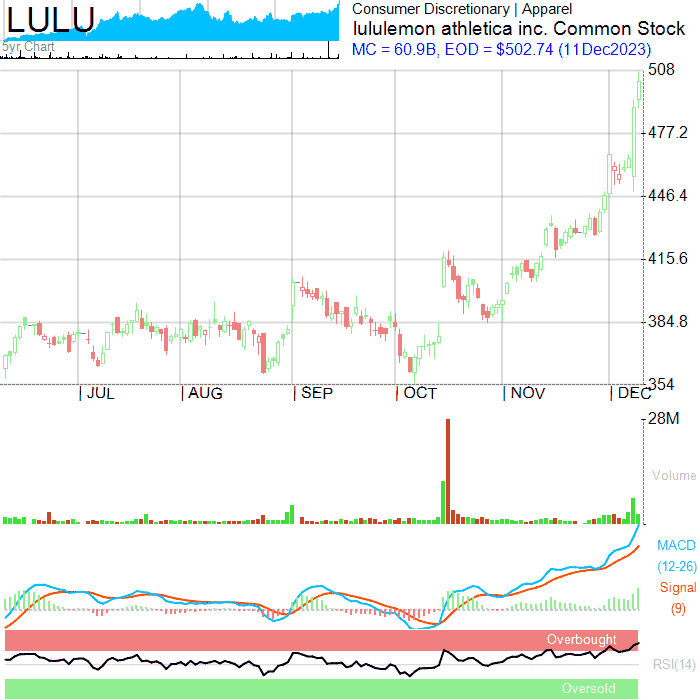 LULU
5yr Chart
Consumer Discretionary | Apparel
lululemon athletica inc. Common Stock
MC = 60.9B, EOD = $502.74 (11Dec2023)
508
477.2
446.4
415.6
384.8
354
| JUL | AUG | SEP | OCT | NOV | DEC
28M
Volume
MACD
(12-26)
Signal
(9)
Overbought
RSI(14)
Oversold